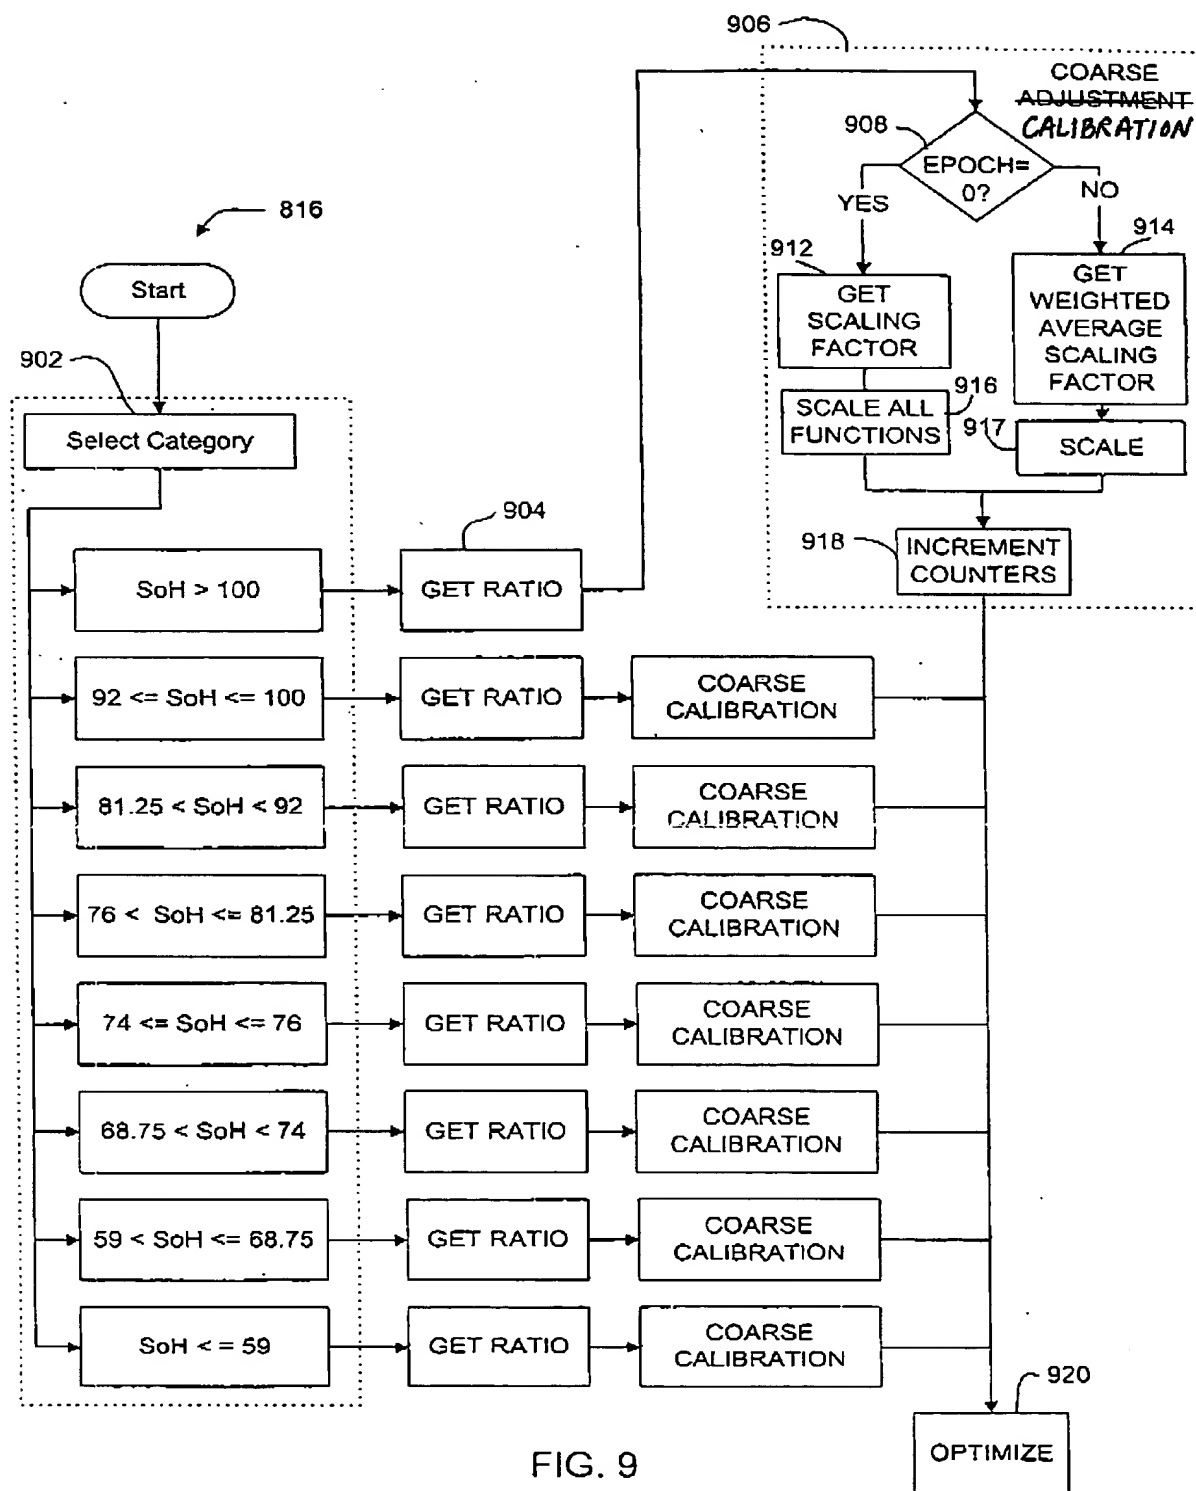 906
COARSE
ADJUSTMENT
CALIBRATION
908
EPOCH=
0?
YES
NO
816
Start
912
GET
SCALING
FACTOR
914
GET
WEIGHTED
AVERAGE
SCALING
FACTOR
902
Select Category
916
SCALE ALL
FUNCTIONS
917
SCALE
904
918
INCREMENT
COUNTERS
SoH > 100
GET RATIO
92 <= SoH <= 100
GET RATIO
COARSE
CALIBRATION
81.25 < SoH < 92
GET RATIO
COARSE
CALIBRATION
76 < SoH <= 81.25
GET RATIO
COARSE
CALIBRATION
74 <= SoH <= 76
GET RATIO
COARSE
CALIBRATION
68.75 < SoH < 74
GET RATIO
COARSE
CALIBRATION
59 < SoH <= 68.75
GET RATIO
COARSE
CALIBRATION
SoH < = 59
GET RATIO
COARSE
CALIBRATION
920
OPTIMIZE
FIG. 9